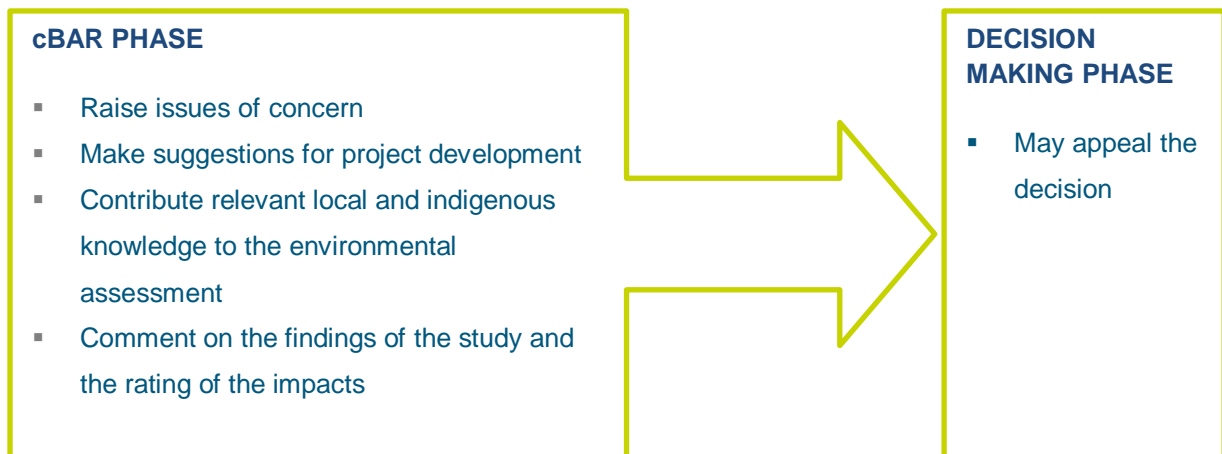 cBAR PHASE
▪ Raise issues of concern
▪ Make suggestions for project development
▪ Contribute relevant local and indigenous
knowledge to the environmental
assessment
▪ Comment on the findings of the study and
the rating of the impacts
DECISION
MAKING PHASE
▪ May appeal the
decision